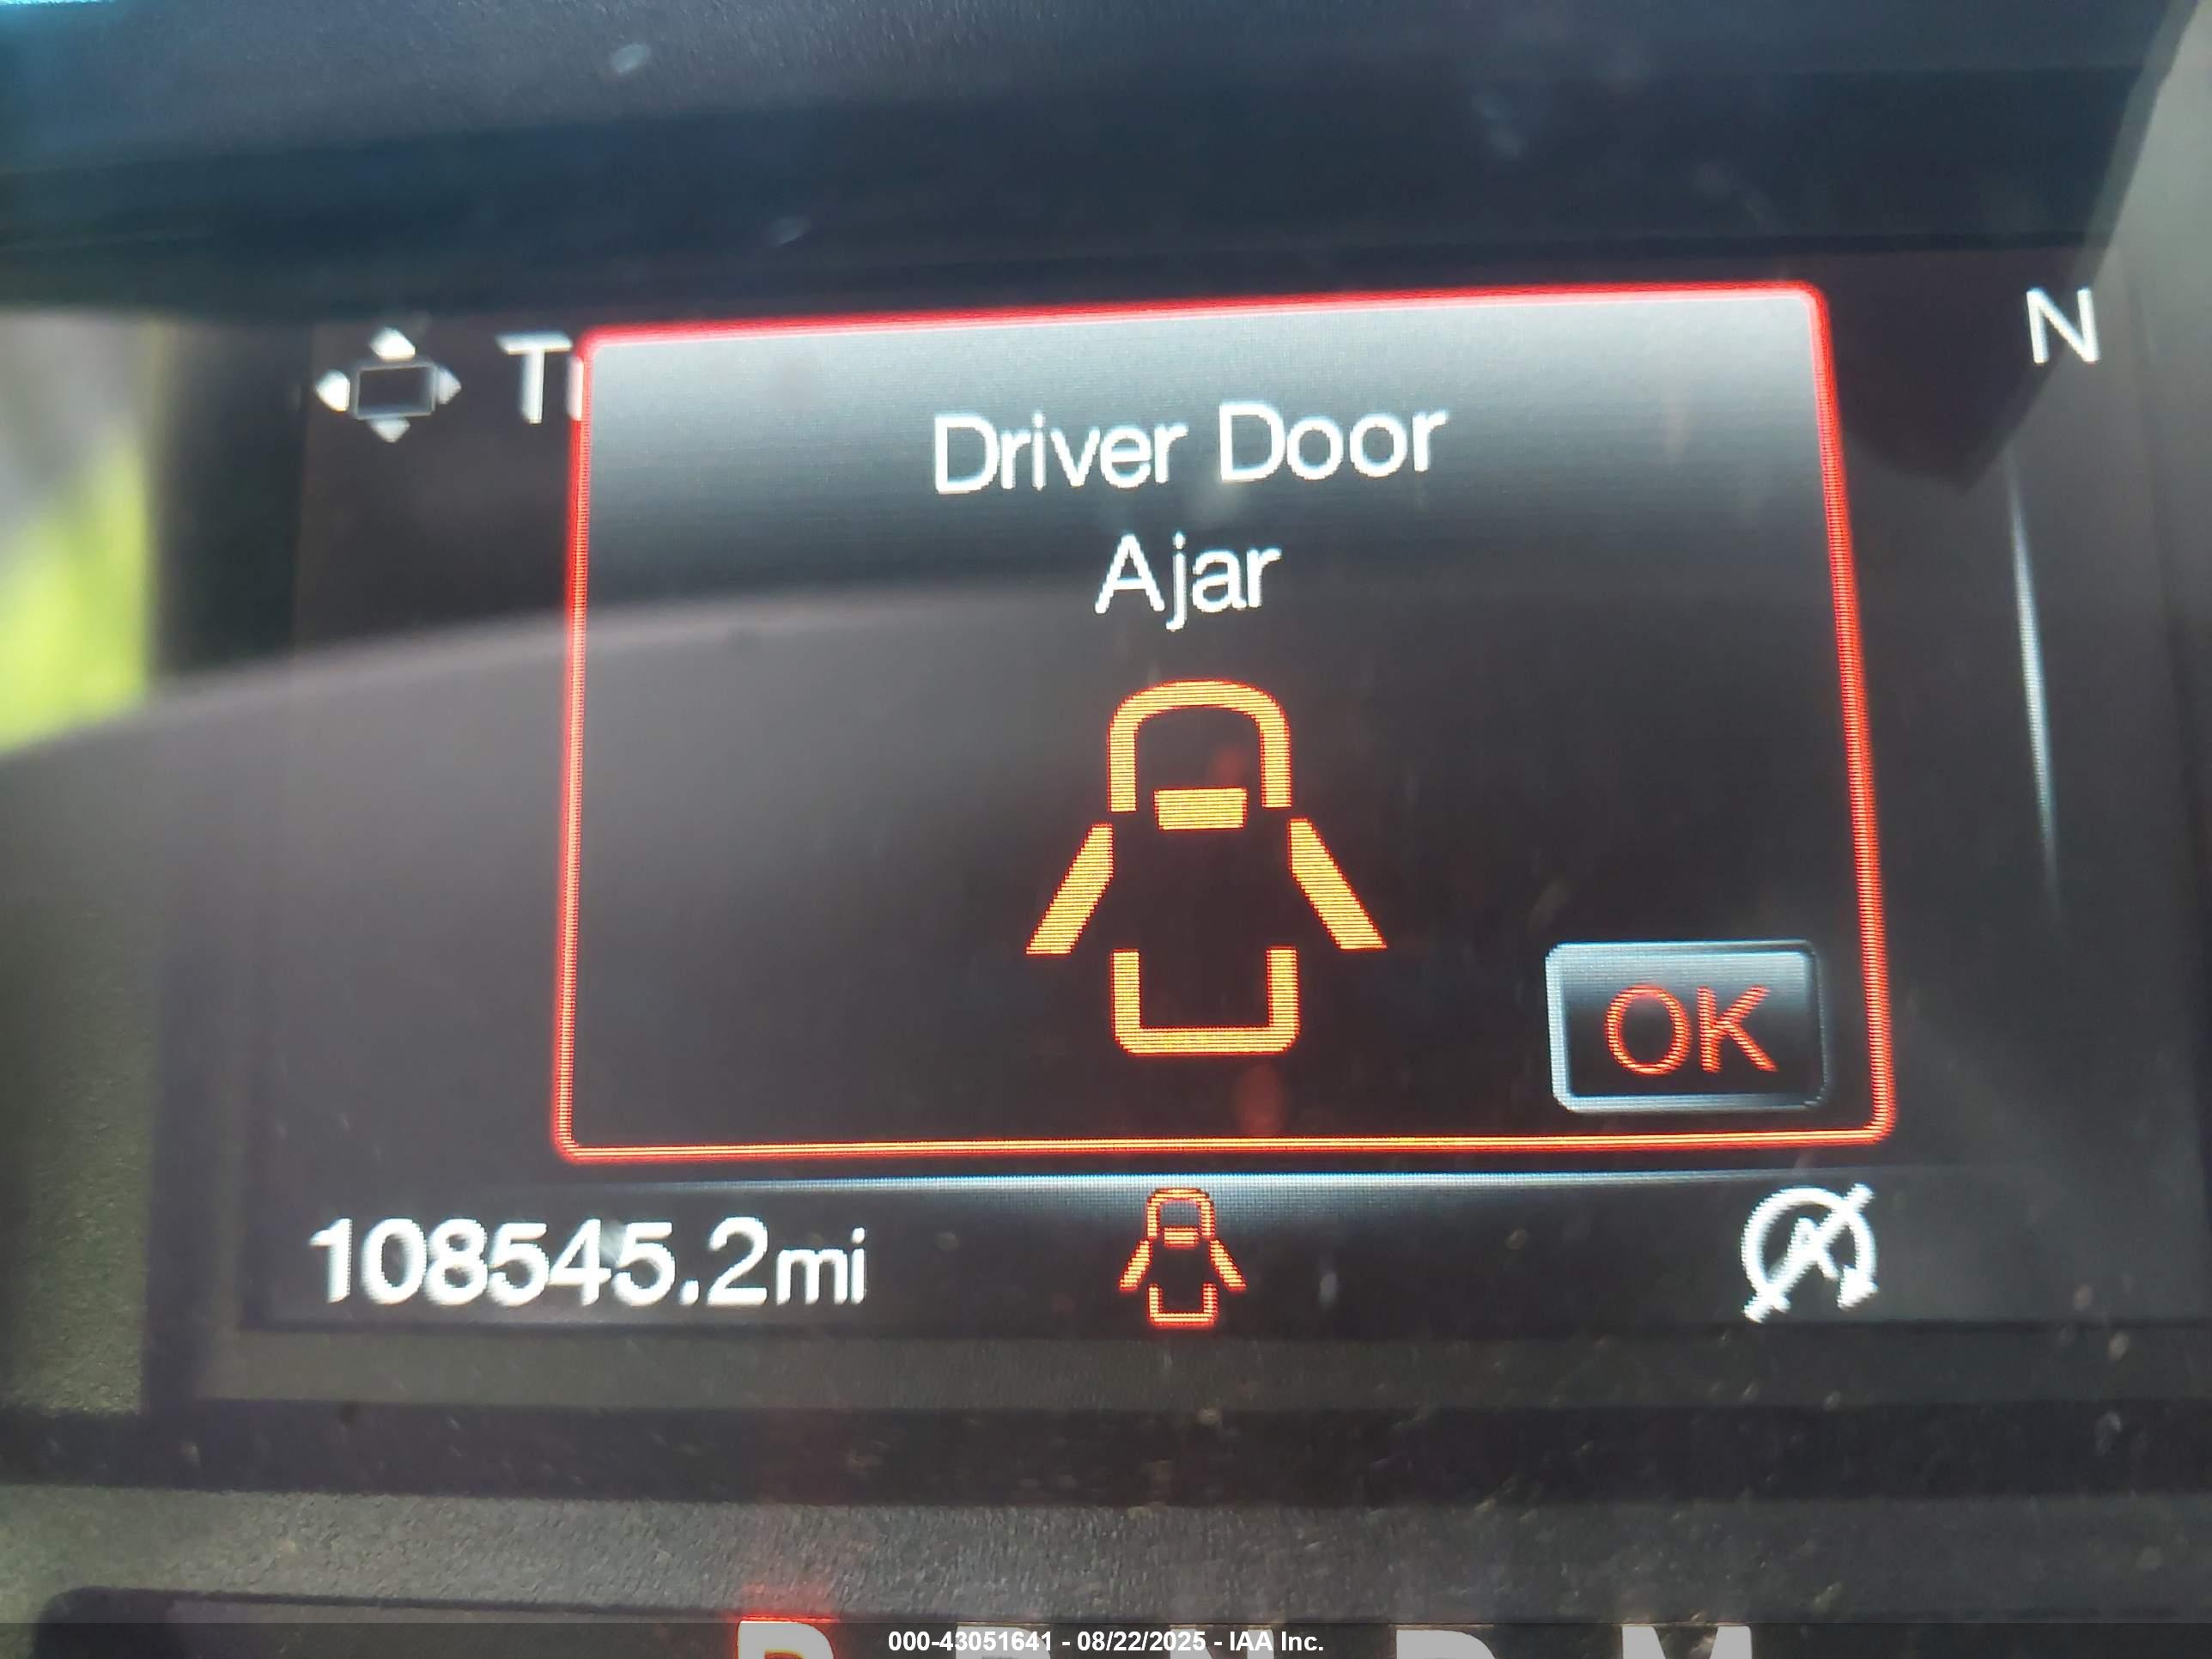 N
Driver Door
Ajar
OK
108545.2mi
P R N D M
000-43051641 - 08/22/2025 - IAA Inc.